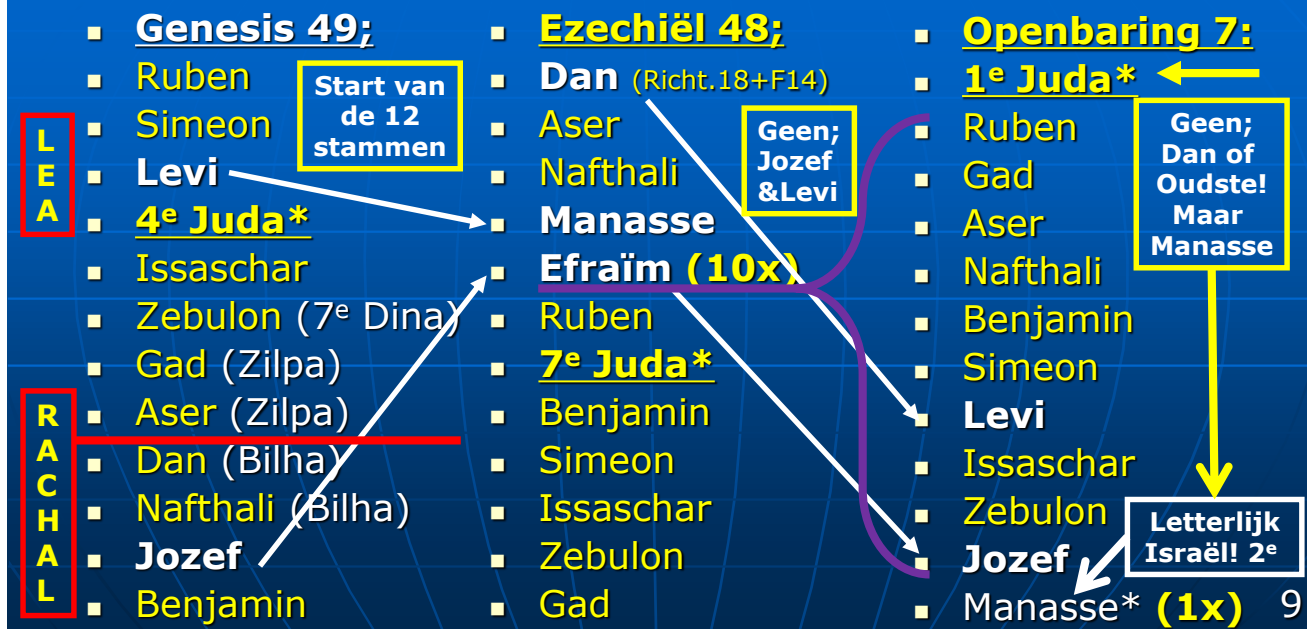 Genesis 49;
Ruben
Simeon
Levi
4e Juda*
Issaschar
Zebulon (7e Dina)
Gad (Zilpa)
Aser (Zilpa)
Dan (Bilha)
Nafthali (Bilha)
Jozef
Benjamin
LEA
RACHAL
Start van
de 12
stammen
Ezechiël 48;
Dan (Richt.18+F14)
Aser
Nafthali
Manasse
Efraïm (10x)
Ruben
7e Juda*
Benjamin
Simeon
Issaschar
Zebulon
Gad
Geen;
Jozef
&Levi
Openbaring 7:
1e Juda*
Ruben
Gad
Aser
Nafthali
Benjamin
Simeon
Levi
Issaschar
Zebulon
Jozef
Manasse* (1x)
Geen;
Dan of
Oudste!
Maar
Manasse
Letterlijk
Israël! 2e
9